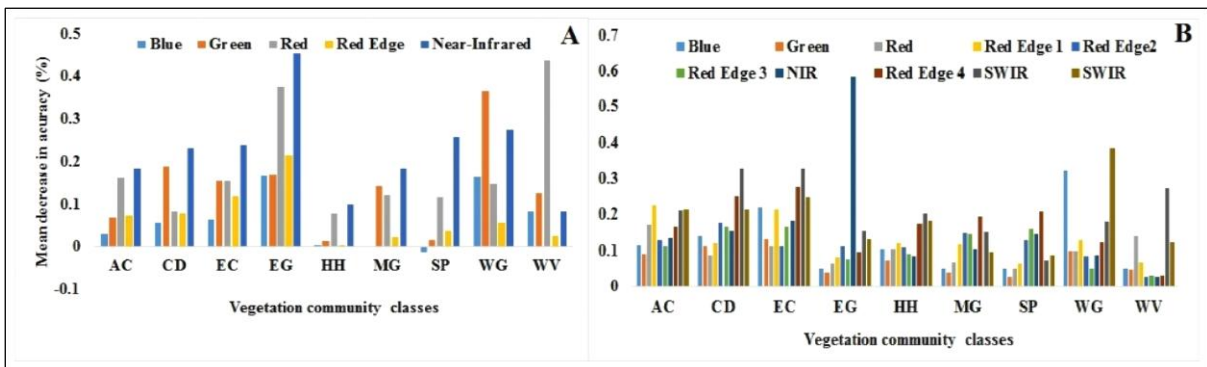 A
Mean decrease in acuracy (%)
0.5
0.4
0.3
0.2
0.1
0
-0.1
Blue Green Red Red Edge Near-Infrared
AC CD EC EG HH MG SP WG WV
Vegetation community classes
B
0.7
0.6
0.5
0.4
0.3
0.2
0.1
0
Blue Green Red Red Edge 1 Red Edge2
Red Edge 3 NIR Red Edge 4 SWIR SWIR
AC CD EC EG HH MG SP WG WV
Vegetation community classes